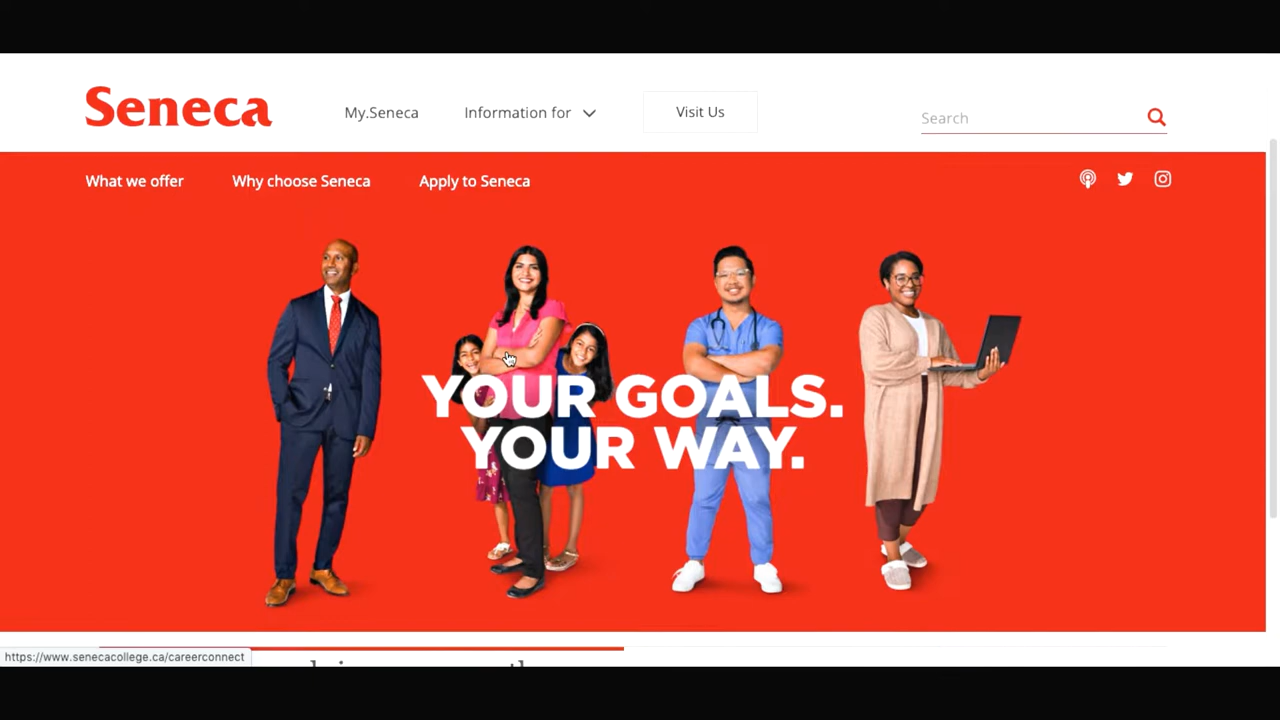 Seneca
My.Seneca
Information for
Visit Us
Search
What we offer
Why choose Seneca
Apply to Seneca
YOUR GOALS.
YOUR WAY.
https://www.senecacollege.ca/careerconnect